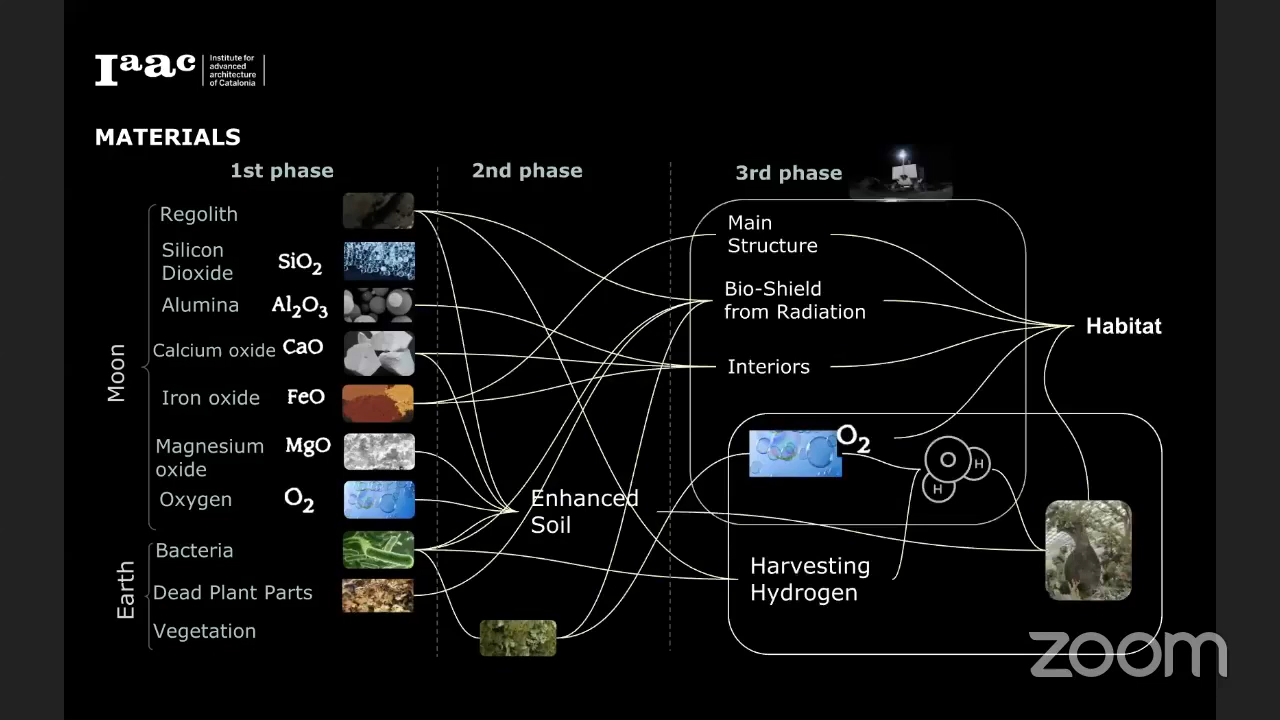 Iaac
Institute for
advanced
architecture
of Catalonia
MATERIALS
1st phase
2nd phase
3rd phase
Moon
Regolith
Silicon
Dioxide
SiO₂
Alumina
Al₂O₃
Calcium oxide
CaO
Iron oxide
FeO
Magnesium
oxide
MgO
Oxygen
O₂
Earth
Bacteria
Dead Plant Parts
Vegetation
Enhanced
Soil
Main
Structure
Bio-Shield
from Radiation
Interiors
Habitat
O₂
O
H
H
Harvesting
Hydrogen
zoom